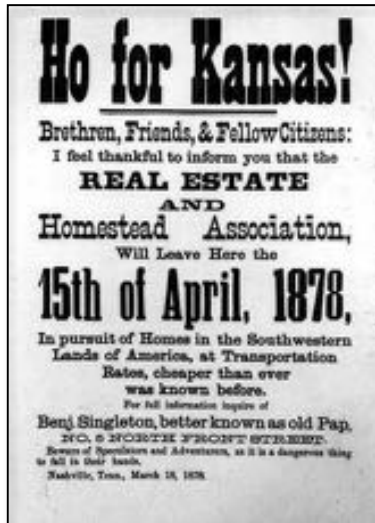 Ho for Kansas!
Brethren, Friends, & Fellow Citizens:
I feel thankful to inform you that the
REAL ESTATE
AND
Homestead Association,
Will Leave Here the
15th of April, 1878,
In pursuit of Homes in the Southwestern
Lands of America, at Transportation
Rates, cheaper than ever
was known before.
For full information inquire of
Benj. Singleton, better known as old Pap,
NO. 5 NORTH FRONT STREET.
Beware of Speculators and Adventurers, as it is a dangerous thing
to fall in their hands.
Nashville, Tenn., March 18, 1878.